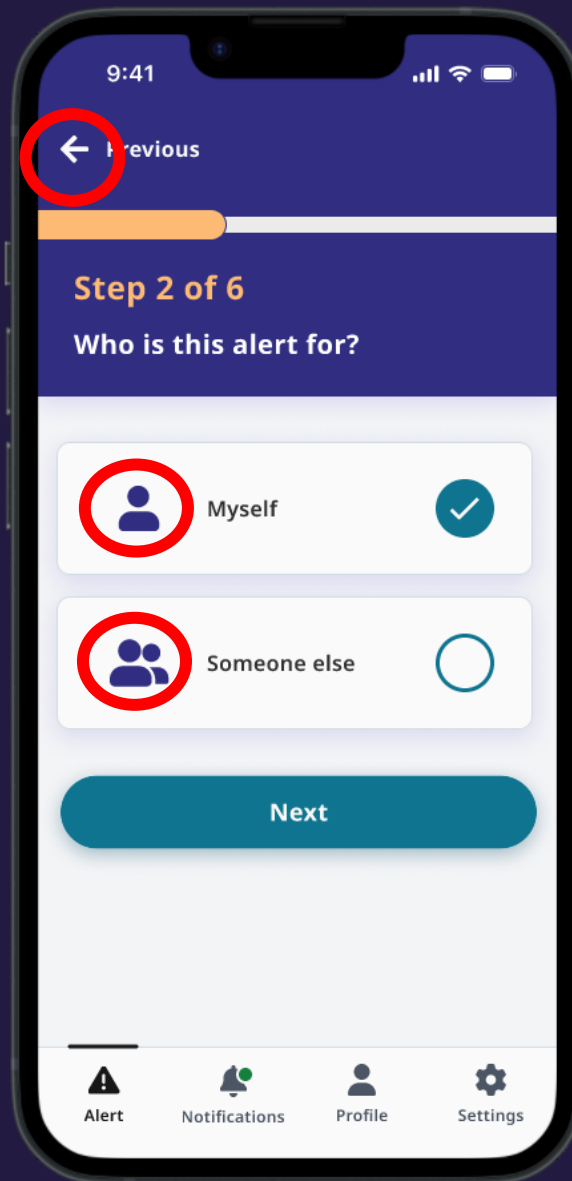 9:41
Previous
Step 2 of 6
Who is this alert for?
Myself
Someone else
Next
Alert Notifications Profile Settings